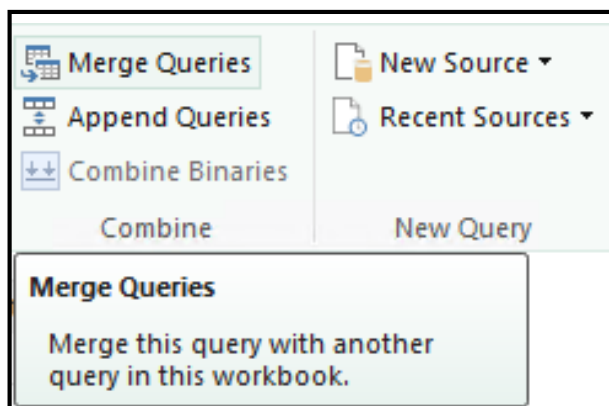 Merge Queries
Append Queries
Combine Binaries
Combine
New Source
Recent Sources
New Query
Merge Queries
Merge this query with another
query in this workbook.